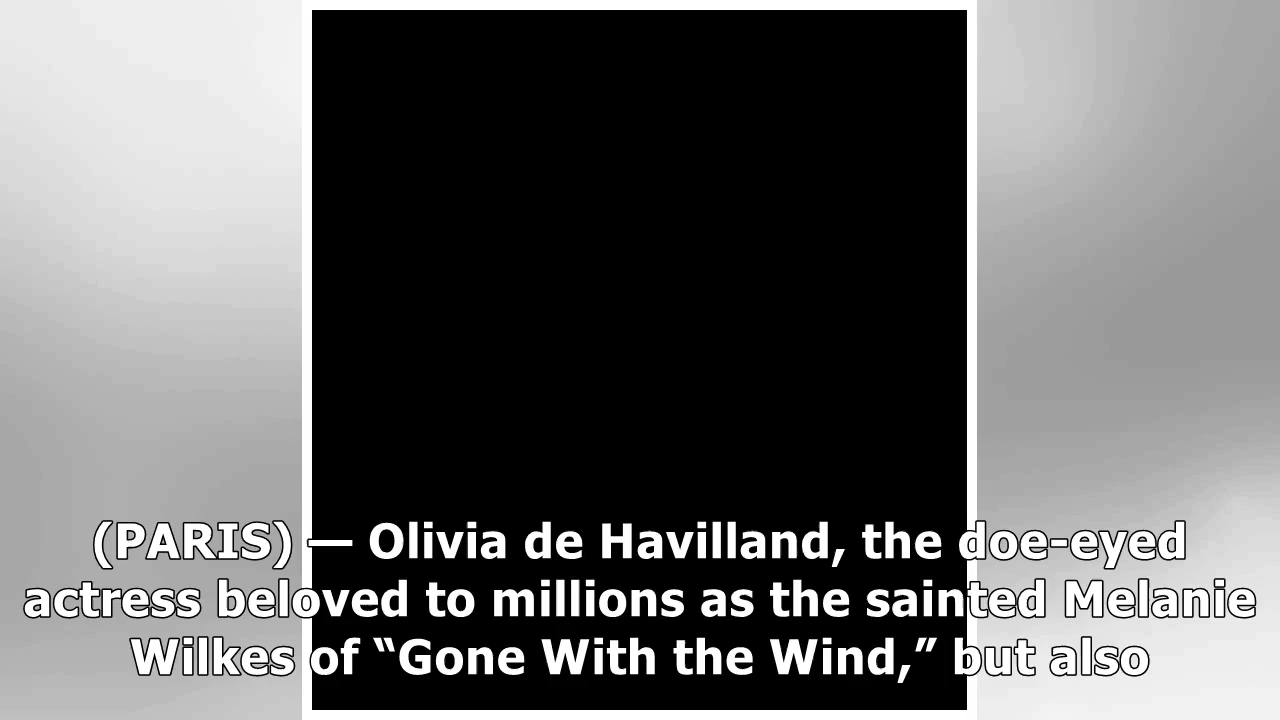 (PARIS) — Olivia de Havilland, the doe-eyed
actress beloved to millions as the sainted Melanie
Wilkes of “Gone With the Wind,” but also